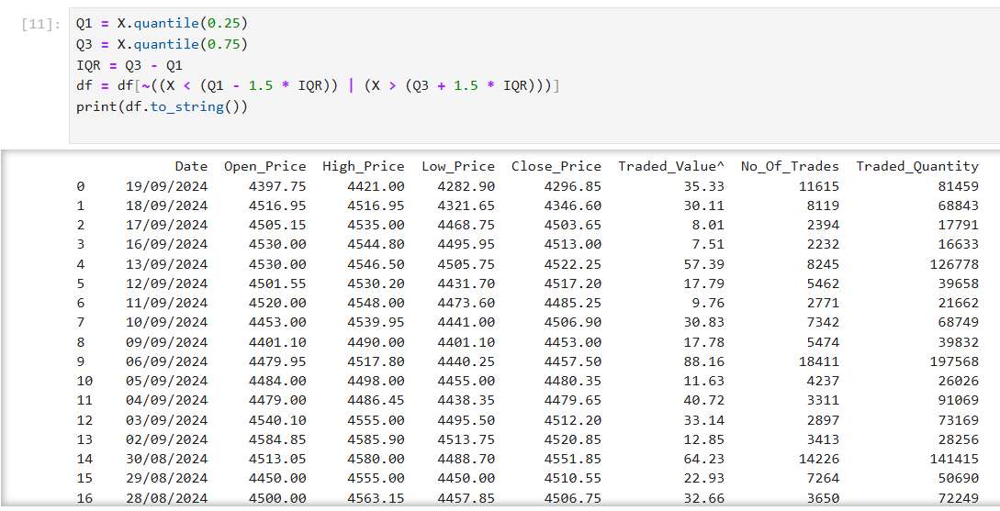 [11]:
Q1 = X.quantile(0.25)
Q3 = X.quantile(0.75)
IQR = Q3 - Q1
df = df[~((X < (Q1 - 1.5 * IQR)) | (X > (Q3 + 1.5 * IQR)))]
print(df.to_string())
Date Open_Price High_Price Low_Price Close_Price Traded_Value^ No_Of_Trades Traded_Quantity
0 19/09/2024 4397.75 4421.00 4282.90 4296.85 35.33 11615 81459
1 18/09/2024 4516.95 4516.95 4321.65 4346.60 30.11 8119 68843
2 17/09/2024 4505.15 4535.00 4468.75 4503.65 8.01 2394 17791
3 16/09/2024 4530.00 4544.80 4495.95 4513.00 7.51 2232 16633
4 13/09/2024 4530.00 4546.50 4505.75 4522.25 57.39 8245 126778
5 12/09/2024 4501.55 4530.20 4431.70 4517.20 17.79 5462 39658
6 11/09/2024 4520.00 4548.00 4473.60 4485.25 9.76 2771 21662
7 10/09/2024 4453.00 4539.95 4441.00 4506.90 30.83 7342 68749
8 09/09/2024 4401.10 4490.00 4401.10 4453.00 17.78 5474 39832
9 06/09/2024 4479.95 4517.80 4440.25 4457.50 88.16 18411 197568
10 05/09/2024 4484.00 4498.00 4455.00 4480.35 11.63 4237 26026
11 04/09/2024 4479.00 4486.45 4438.35 4479.65 40.72 3311 91069
12 03/09/2024 4540.10 4555.00 4495.50 4512.20 33.14 2897 73169
13 02/09/2024 4584.85 4585.90 4513.75 4520.85 12.85 3413 28256
14 30/08/2024 4513.05 4580.00 4488.70 4551.85 64.23 14226 141415
15 29/08/2024 4450.00 4555.00 4450.00 4510.55 22.93 7264 50690
16 28/08/2024 4500.00 4563.15 4457.85 4506.75 32.66 3650 72249